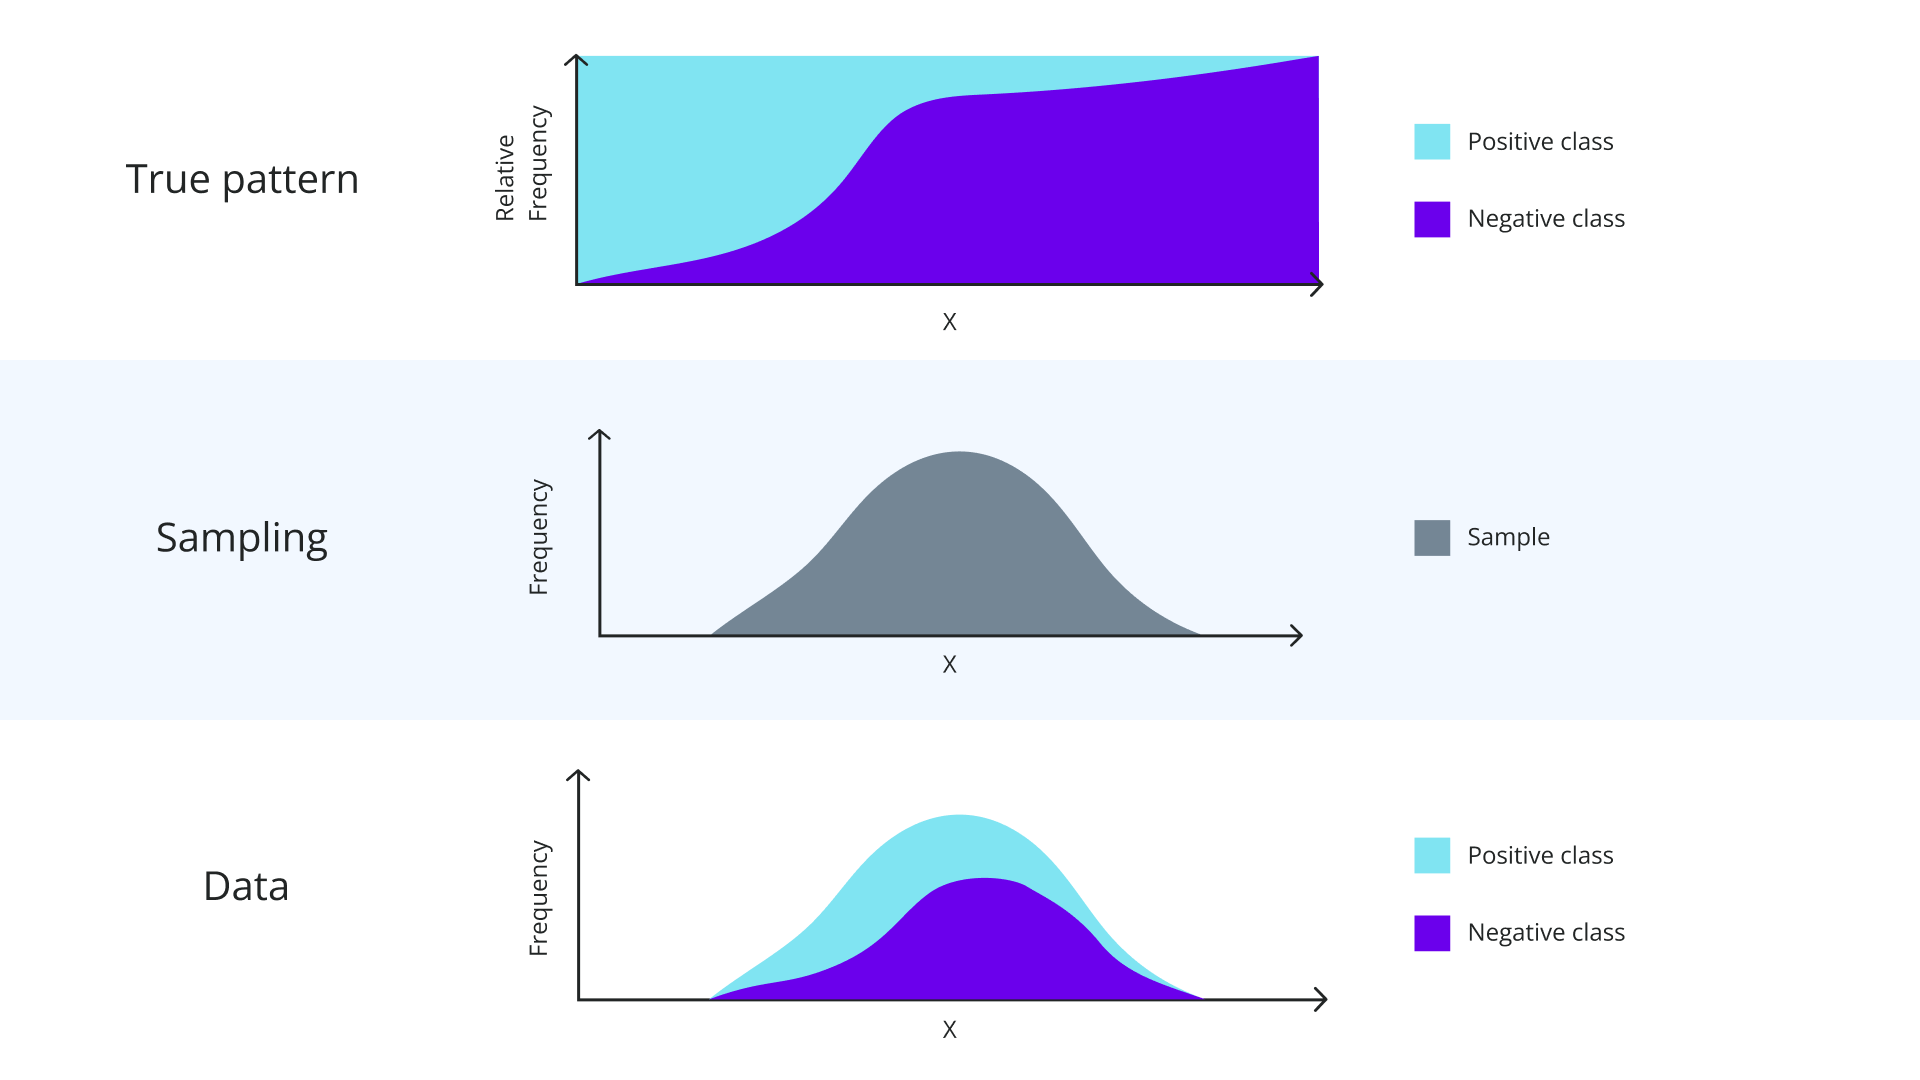 True pattern
Relative
Frequency
X
Positive class
Negative class
Sampling
Frequency
X
Sample
Data
Frequency
X
Positive class
Negative class